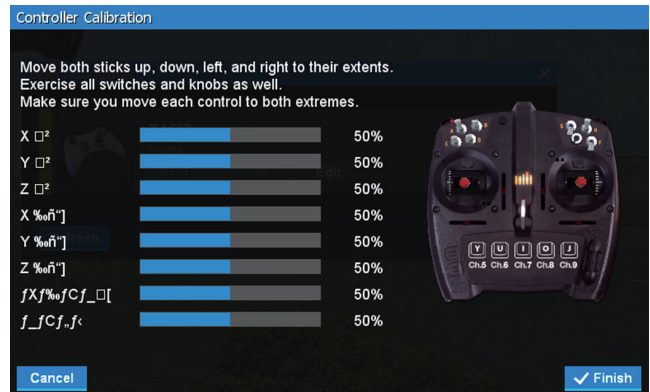 Controller Calibration
Move both sticks up, down, left, and right to their extents.
Exercise all switches and knobs as well.
Make sure you move each control to both extremes.
X □² 50%
Y □² 50%
Z □² 50%
X ‰ñ“] 50%
Y ‰ñ“] 50%
Z ‰ñ“] 50%
ƒXƒ‰ƒCƒ_□[ 50%
ƒ_ƒCƒ„ƒ‹ 50%
Edit
Y U I O J
Ch.5 Ch.6 Ch.7 Ch.8 Ch.9
Cancel
Finish